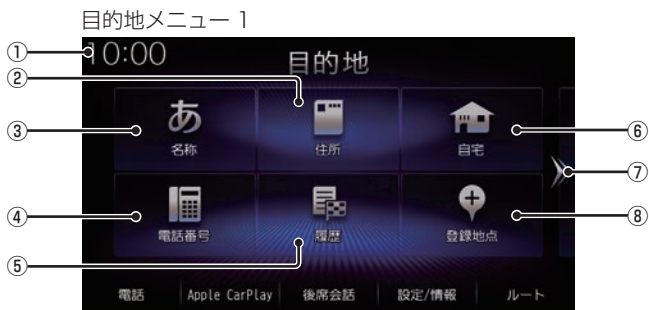 目的地メニュー 1
①
10:00
目的地
②
③
あ
名称
住所
自宅
⑥
⑦
④
電話番号
履歴
登録地点
⑧
⑤
電話 Apple CarPlay 後席会話 設定/情報 ルート